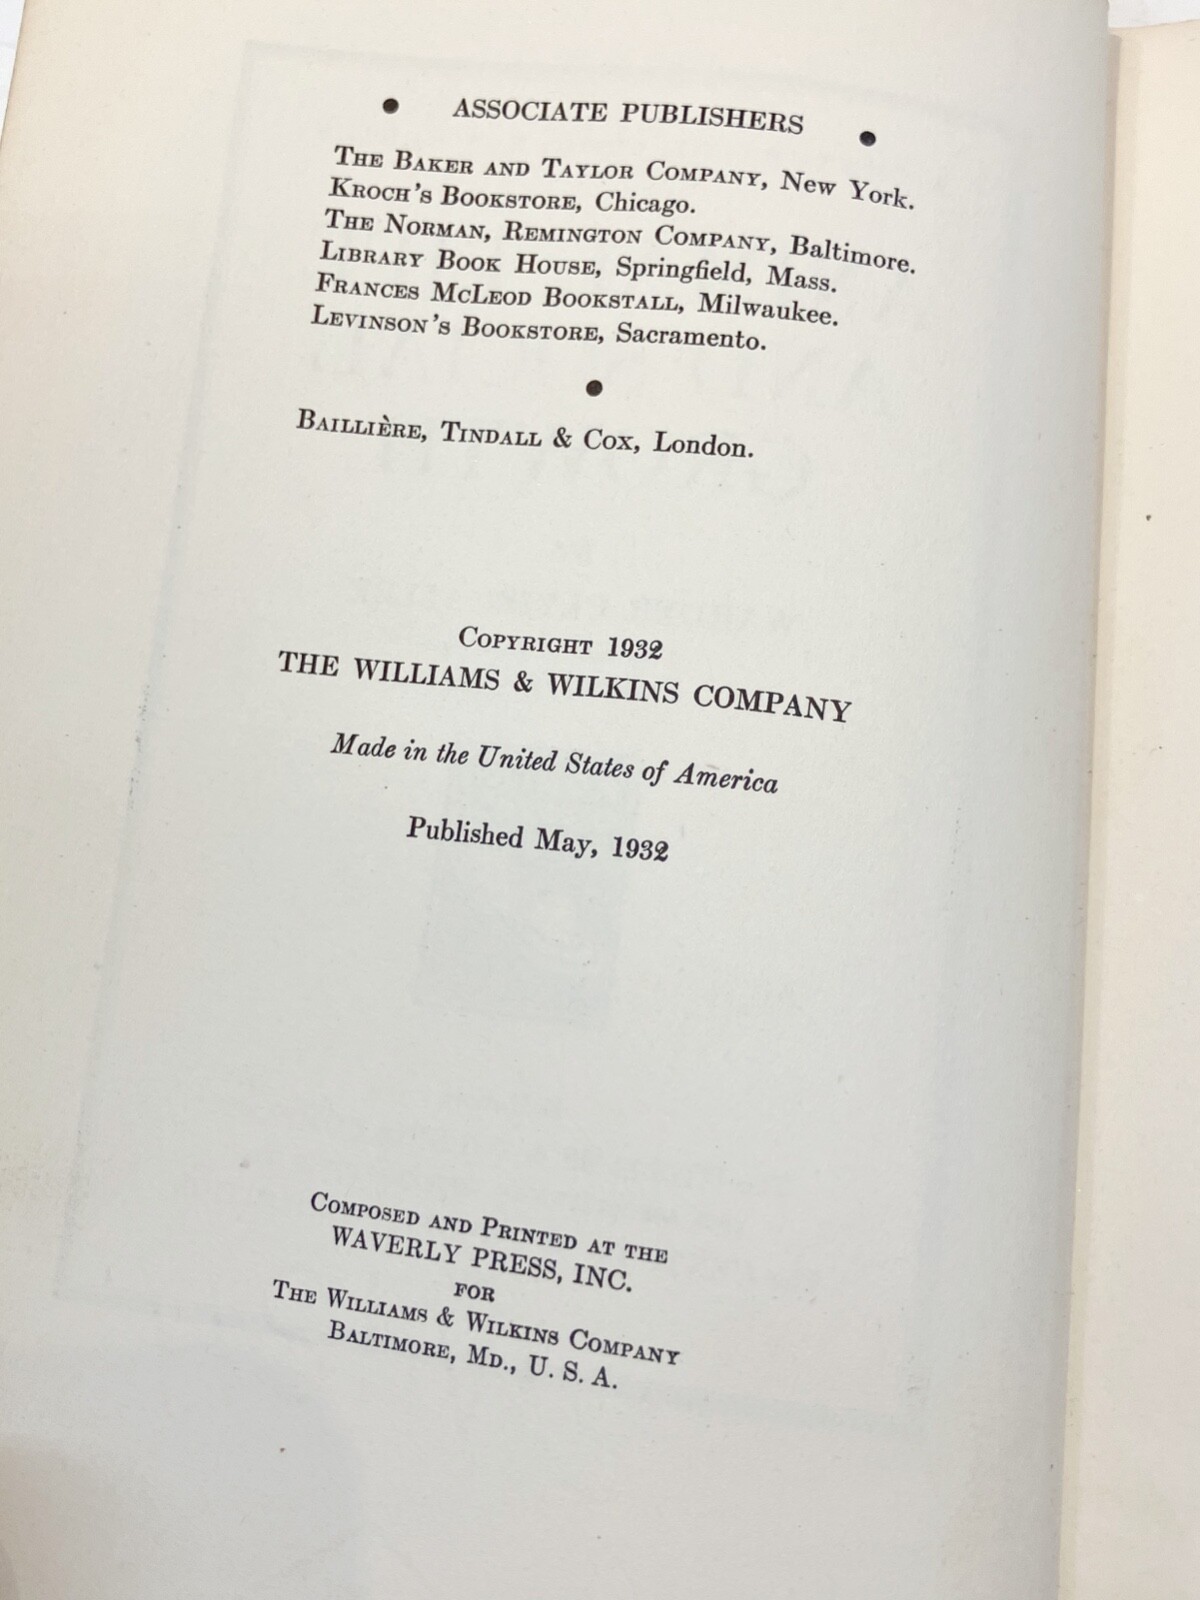 ● ASSOCIATE PUBLISHERS ●
THE BAKER AND TAYLOR COMPANY, New York.
KROCH'S BOOKSTORE, Chicago.
THE NORMAN, REMINGTON COMPANY, Baltimore.
LIBRARY BOOK HOUSE, Springfield, Mass.
FRANCES MCLEOD BOOKSTALL, Milwaukee.
LEVINSON'S BOOKSTORE, Sacramento.
●
BAILLIÈRE, TINDALL & COX, London.
COPYRIGHT 1932
THE WILLIAMS & WILKINS COMPANY
Made in the United States of America
Published May, 1932
COMPOSED AND PRINTED AT THE
WAVERLY PRESS, INC.
FOR
THE WILLIAMS & WILKINS COMPANY
BALTIMORE, MD., U. S. A.